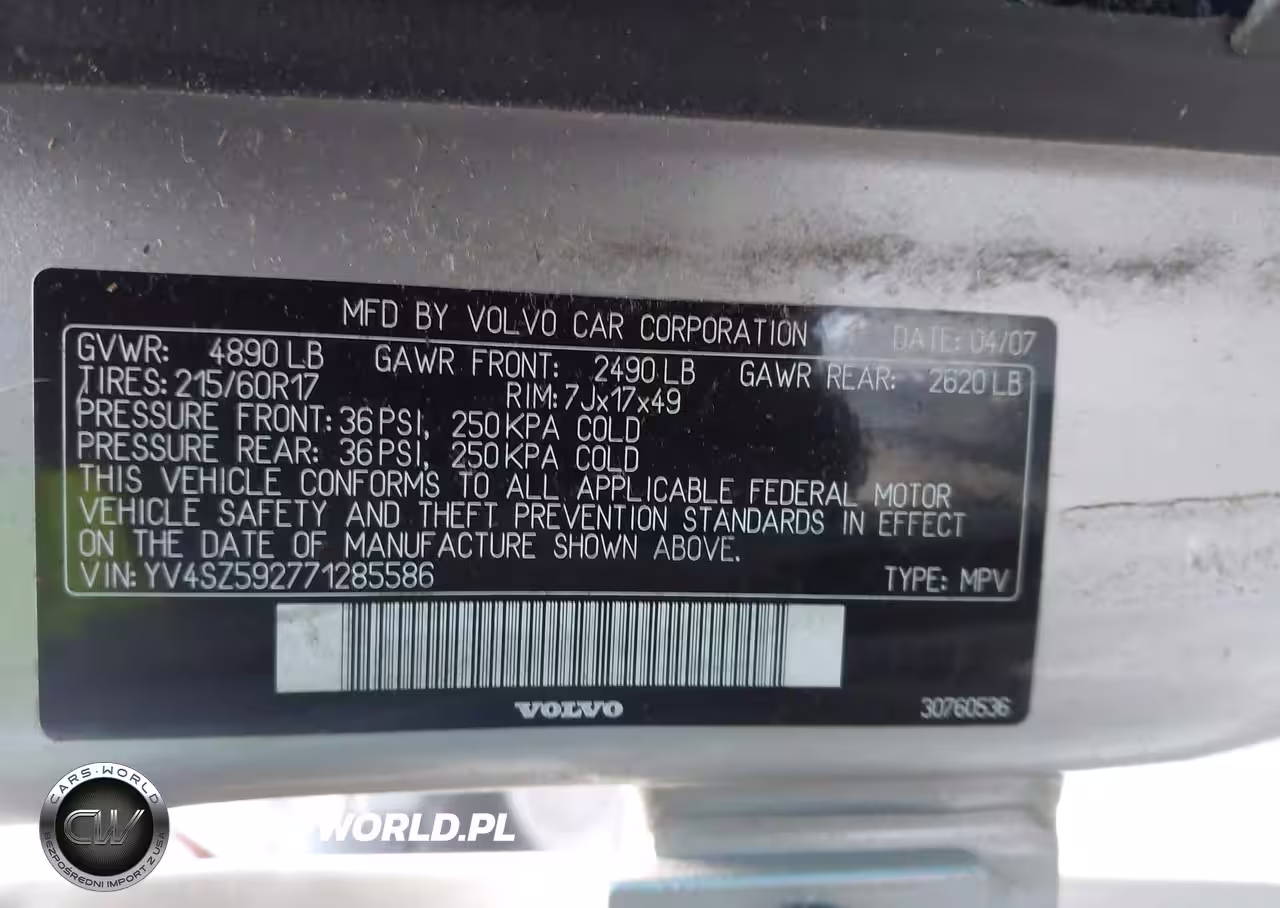 MFD BY VOLVO CAR CORPORATION DATE: 04/07
GVWR: 4890 LB GAWR FRONT: 2490 LB GAWR REAR: 2620 LB
TIRES: 215/60R17 RIM: 7Jx17x49
PRESSURE FRONT: 36 PSI, 250 KPA COLD
PRESSURE REAR: 36 PSI, 250 KPA COLD
THIS VEHICLE CONFORMS TO ALL APPLICABLE FEDERAL MOTOR
VEHICLE SAFETY AND THEFT PREVENTION STANDARDS IN EFFECT
ON THE DATE OF MANUFACTURE SHOWN ABOVE.
VIN: YV4SZ592771285586 TYPE: MPV
VOLVO 30760536
CARS-WORLD
CW
BEZPOŚREDNI IMPORT Z USA
WORLD.PL